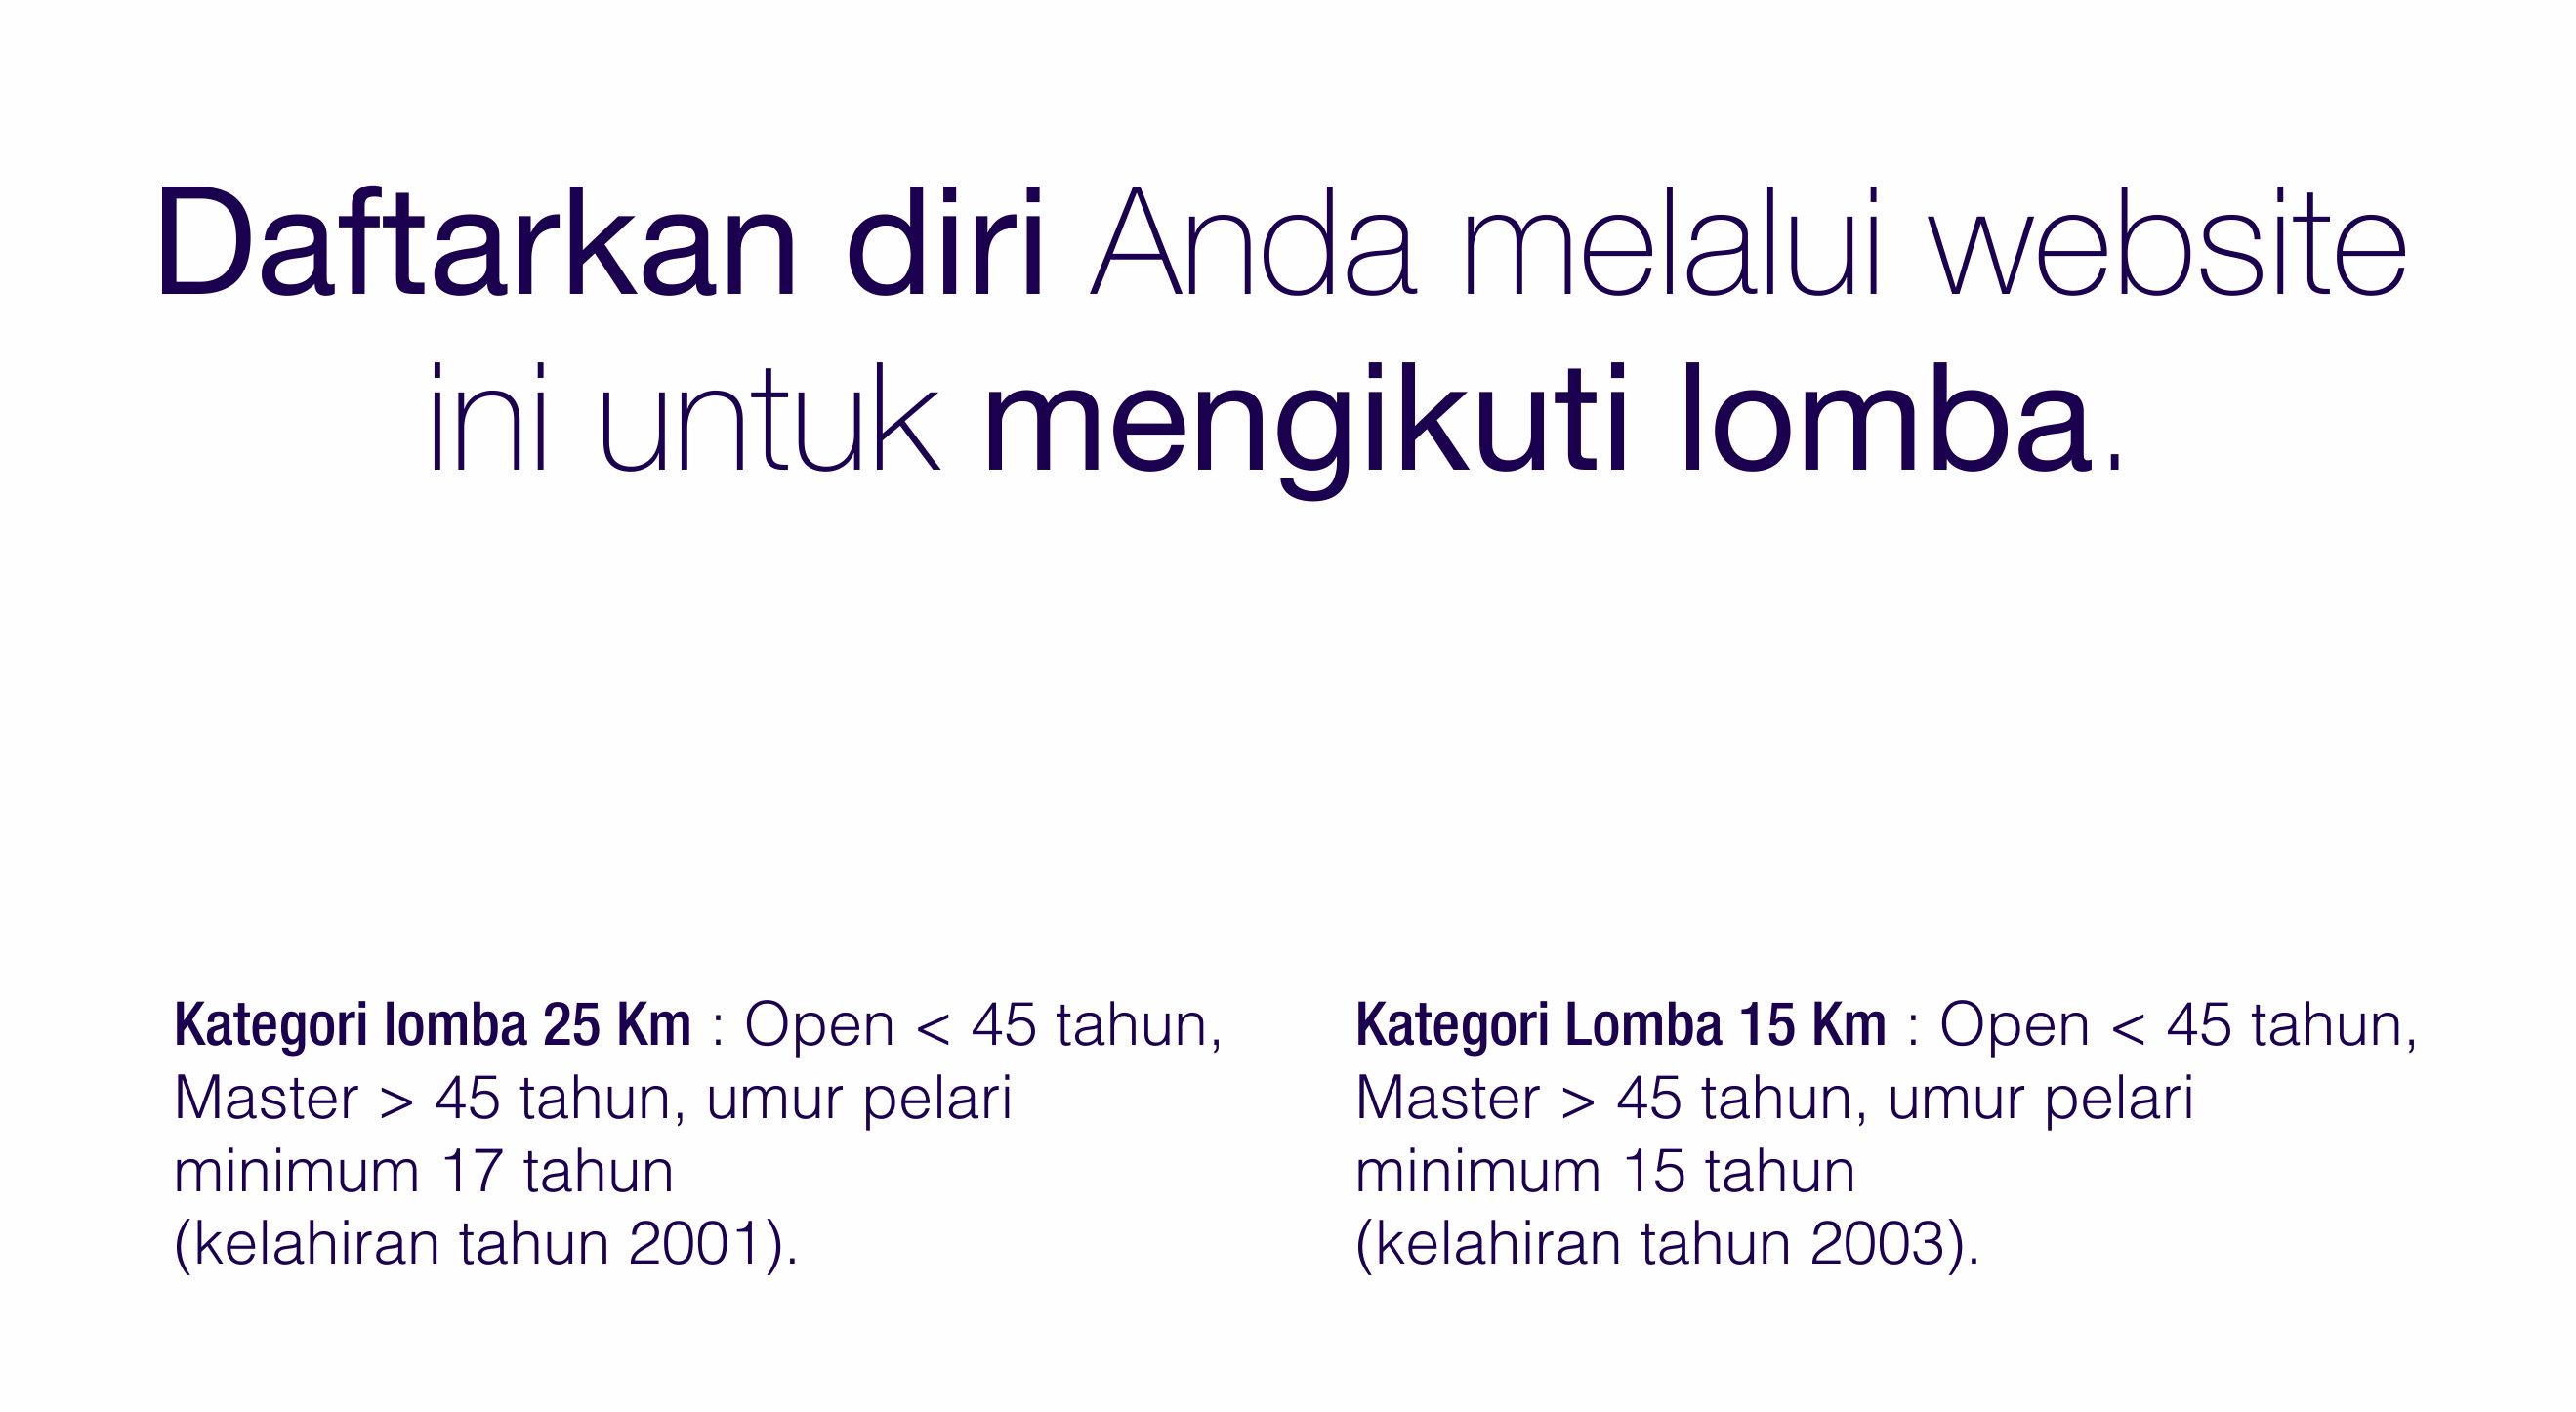 Daftarkan diri Anda melalui website
ini untuk mengikuti lomba.
Kategori lomba 25 Km : Open < 45 tahun,
Master > 45 tahun, umur pelari
minimum 17 tahun
(kelahiran tahun 2001).
Kategori Lomba 15 Km : Open < 45 tahun,
Master > 45 tahun, umur pelari
minimum 15 tahun
(kelahiran tahun 2003).